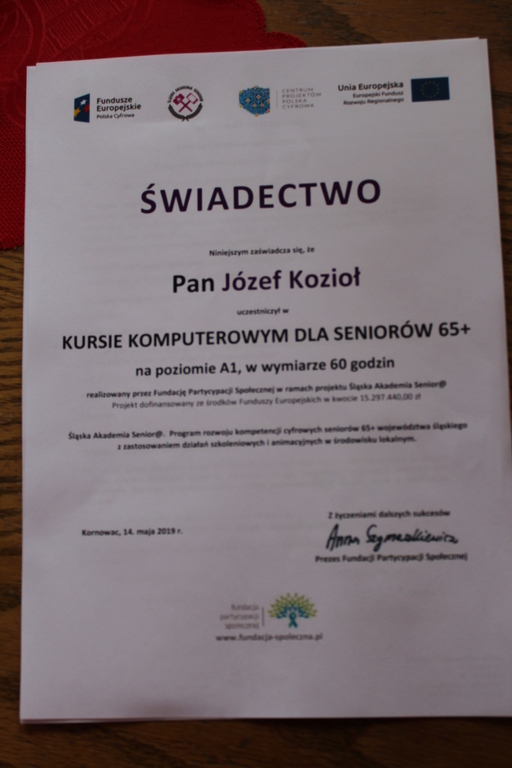 Fundusze
Europejskie
Polska Cyfrowa
CENTRUM
PROJEKTÓW
POLSKA
CYFROWA
Unia Europejska
Europejski Fundusz
Rozwoju Regionalnego
ŚWIADECTWO
Niniejszym zaświadcza się, że
Pan Józef Kozioł
uczestniczył w
KURSIE KOMPUTEROWYM DLA SENIORÓW 65+
na poziomie A1, w wymiarze 60 godzin
realizowany przez Fundację Partycypacji Społecznej w ramach projektu Śląska Akademia Senior@
Projekt dofinansowany ze środków Funduszy Europejskich w kwocie 15.297.440,00 zł
Śląska Akademia Senior@. Program rozwoju kompetencji cyfrowych seniorów 65+ województwa śląskiego
z zastosowaniem działań szkoleniowych i animacyjnych w środowisku lokalnym.
Z życzeniami dalszych sukcesów
Kornowac, 14. maja 2019 r.
Anna Szymczakiewicz
Prezes Fundacji Partycypacji Społecznej
fundacja
partycypacji
społecznej
www.fundacja-spoleczna.pl